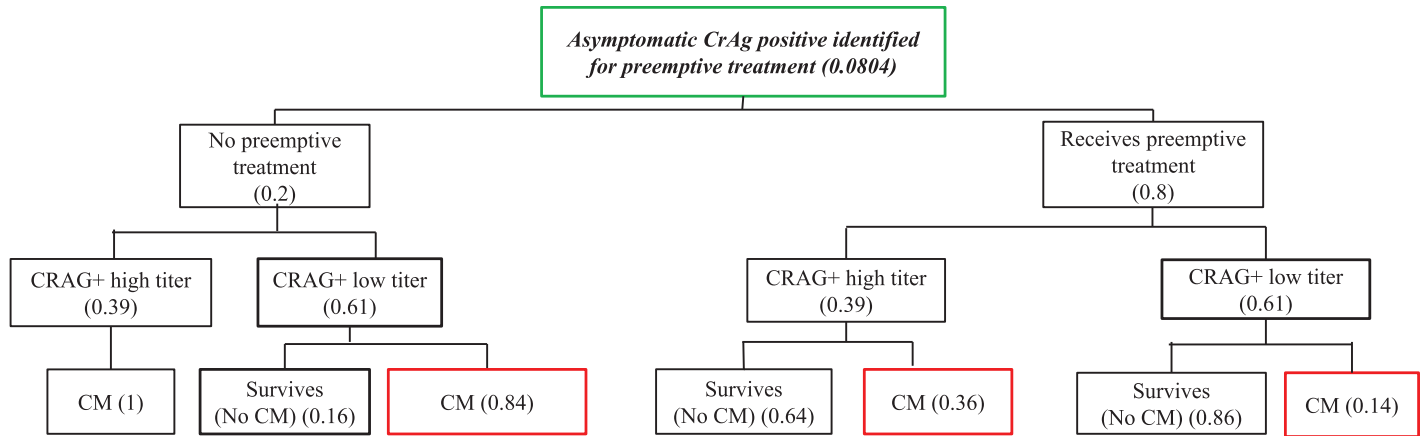 Asymptomatic CrAg positive identified
for preemptive treatment (0.0804)
No preemptive
treatment
(0.2)
Receives preemptive
treatment
(0.8)
CRAG+ high titer
(0.39)
CRAG+ low titer
(0.61)
CRAG+ high titer
(0.39)
CRAG+ low titer
(0.61)
CM (1)
Survives
(No CM) (0.16)
CM (0.84)
Survives
(No CM) (0.64)
CM (0.36)
Survives
(No CM) (0.86)
CM (0.14)